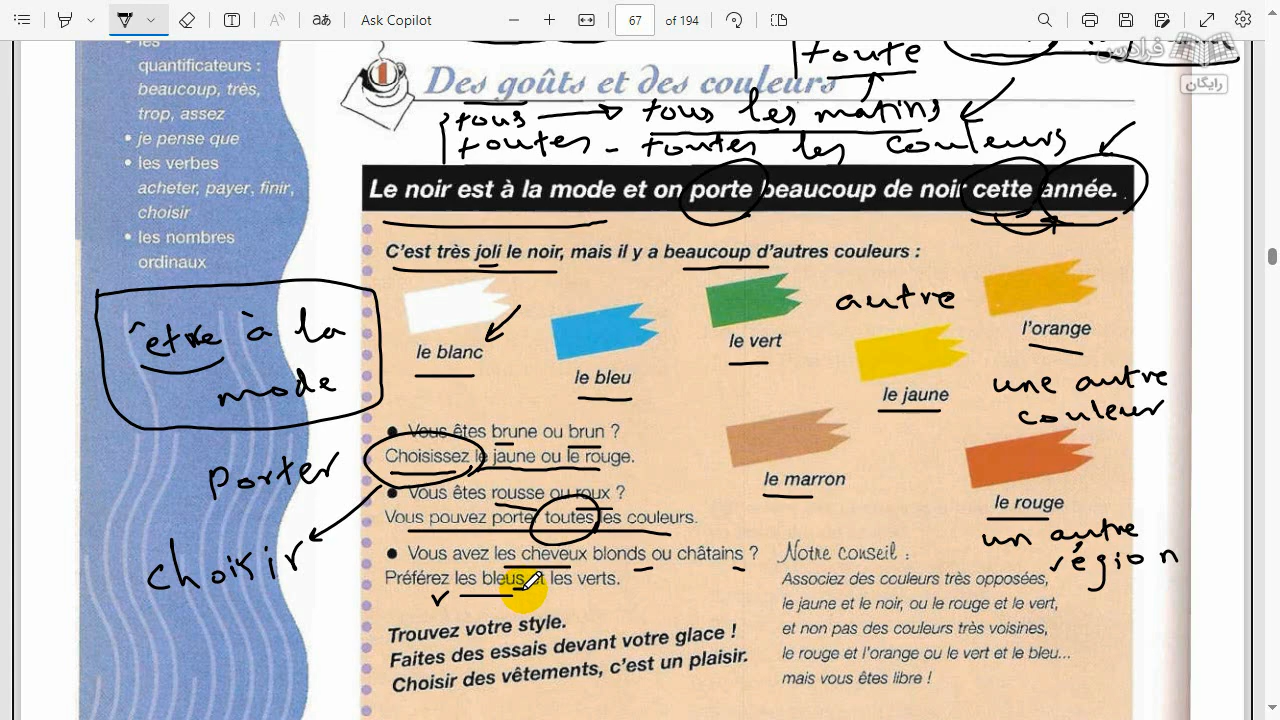 Ask Copilot
67
of 194
aあ
les
quantificateurs :
beaucoup, très,
trop, assez
• je pense que
• les verbes
acheter, payer, finir,
choisir
• les nombres
ordinaux
toute
فرادرس
رایگان
1 Des goûts et des couleurs
tous → tous les matins
toutes - toutes les couleurs
Le noir est à la mode et on porte beaucoup de noir cette année.
C'est très joli le noir, mais il y a beaucoup d'autres couleurs :
autre
le blanc
le bleu
le vert
l'orange
le jaune
une autre
couleur
le marron
le rouge
un autre
région
être à la
mode
porter
choisir
● Vous êtes brune ou brun ?
Choisissez le jaune ou le rouge.
● Vous êtes rousse ou roux ?
Vous pouvez porter toutes les couleurs.
● Vous avez les cheveux blonds ou châtains ?
Préférez les bleus et les verts.
Trouvez votre style.
Faites des essais devant votre glace !
Choisir des vêtements, c'est un plaisir.
Notre conseil :
Associez des couleurs très opposées,
le jaune et le noir, ou le rouge et le vert,
et non pas des couleurs très voisines,
le rouge et l'orange ou le vert et le bleu...
mais vous êtes libre !